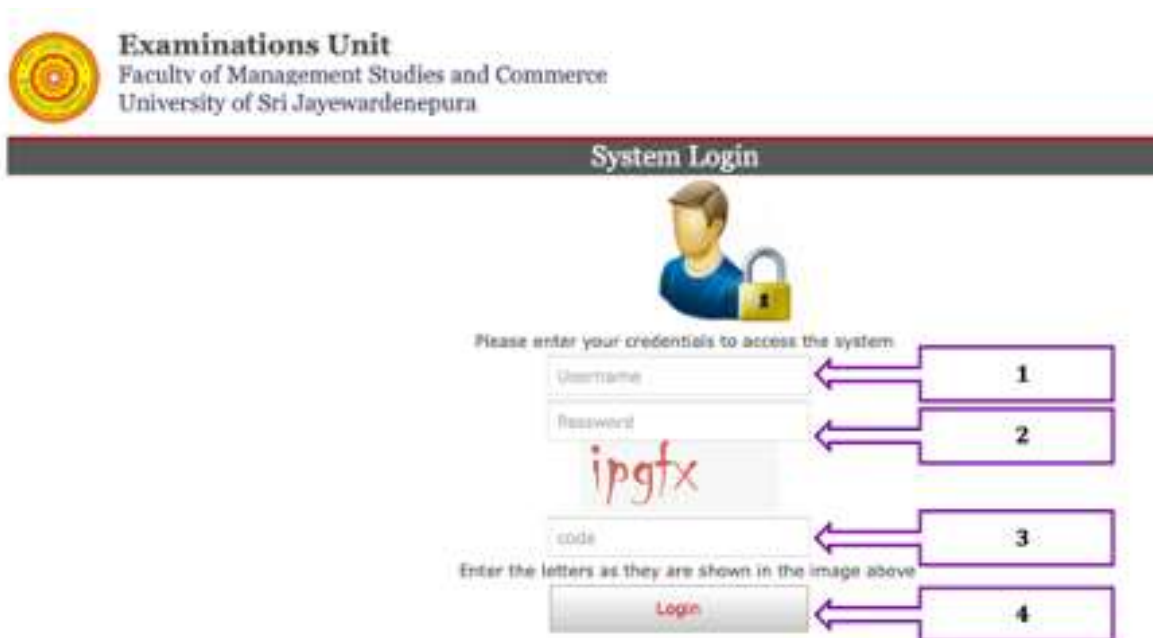 Examinations Unit
Faculty of Management Studies and Commerce
University of Sri Jayewardenepura
System Login
Please enter your credentials to access the system
Username
1
Password
2
ipgfx
code
3
Enter the letters as they are shown in the image above
Login
4